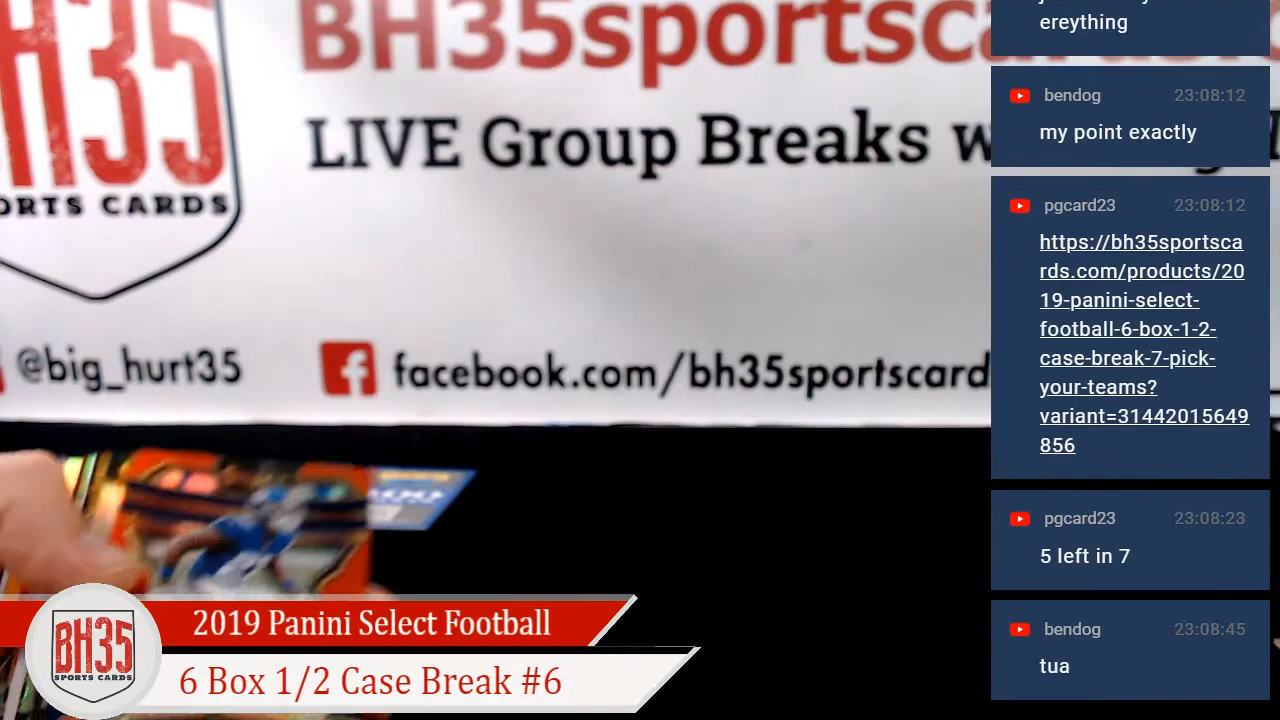 BH35sportsc
LIVE Group Breaks w
BH35
ORTS CARDS
@big_hurt35
facebook.com/bh35sportscard
ereything
bendog 23:08:12
my point exactly
pgcard23 23:08:12
https://bh35sportsca
rds.com/products/20
19-panini-select-
football-6-box-1-2-
case-break-7-pick-
your-teams?
variant=31442015649
856
pgcard23 23:08:23
5 left in 7
bendog 23:08:45
tua
BH35
SPORTS CARDS
2019 Panini Select Football
6 Box 1/2 Case Break #6